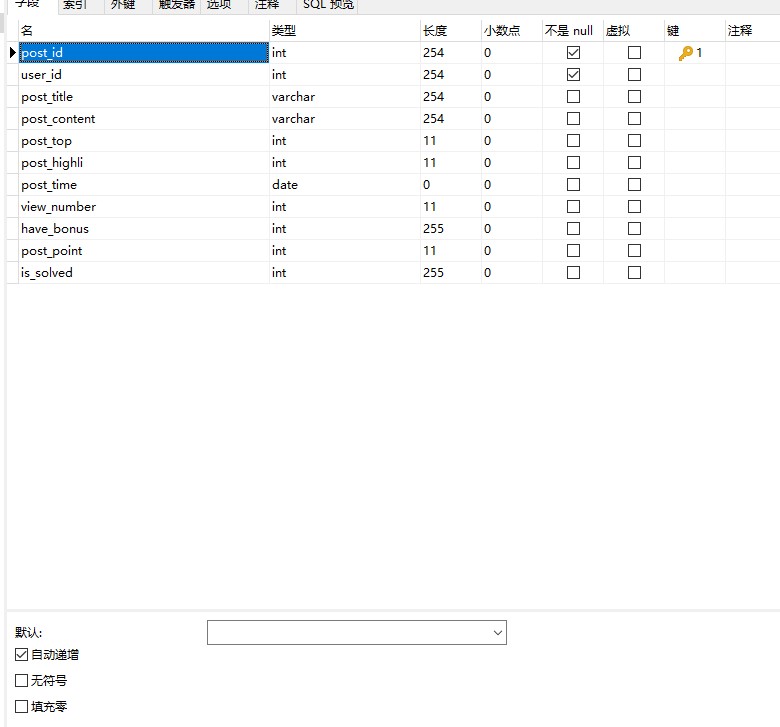 字段 索引 外键 触发器 选项 注释 SQL 预览
名 类型 长度 小数点 不是 null 虚拟 键 注释
post_id int 254 0 1
user_id int 254 0
post_title varchar 254 0
post_content varchar 254 0
post_top int 11 0
post_highli int 11 0
post_time date 0 0
view_number int 11 0
have_bonus int 255 0
post_point int 11 0
is_solved int 255 0
默认:
自动递增
无符号
填充零